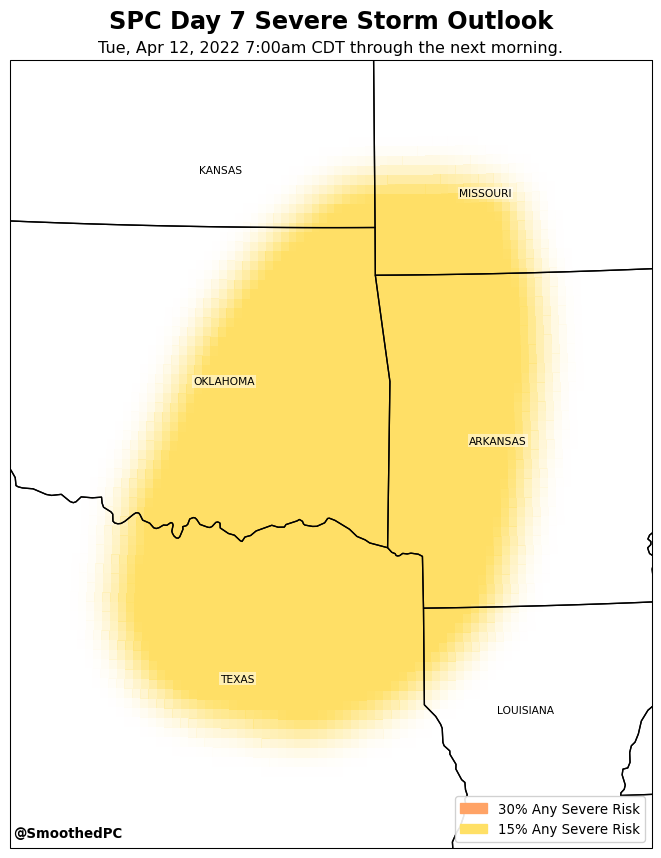 SPC Day 7 Severe Storm Outlook
Tue, Apr 12, 2022 7:00am CDT through the next morning.
KANSAS
MISSOURI
OKLAHOMA
ARKANSAS
TEXAS
LOUISIANA
30% Any Severe Risk
15% Any Severe Risk
@SmoothedPC